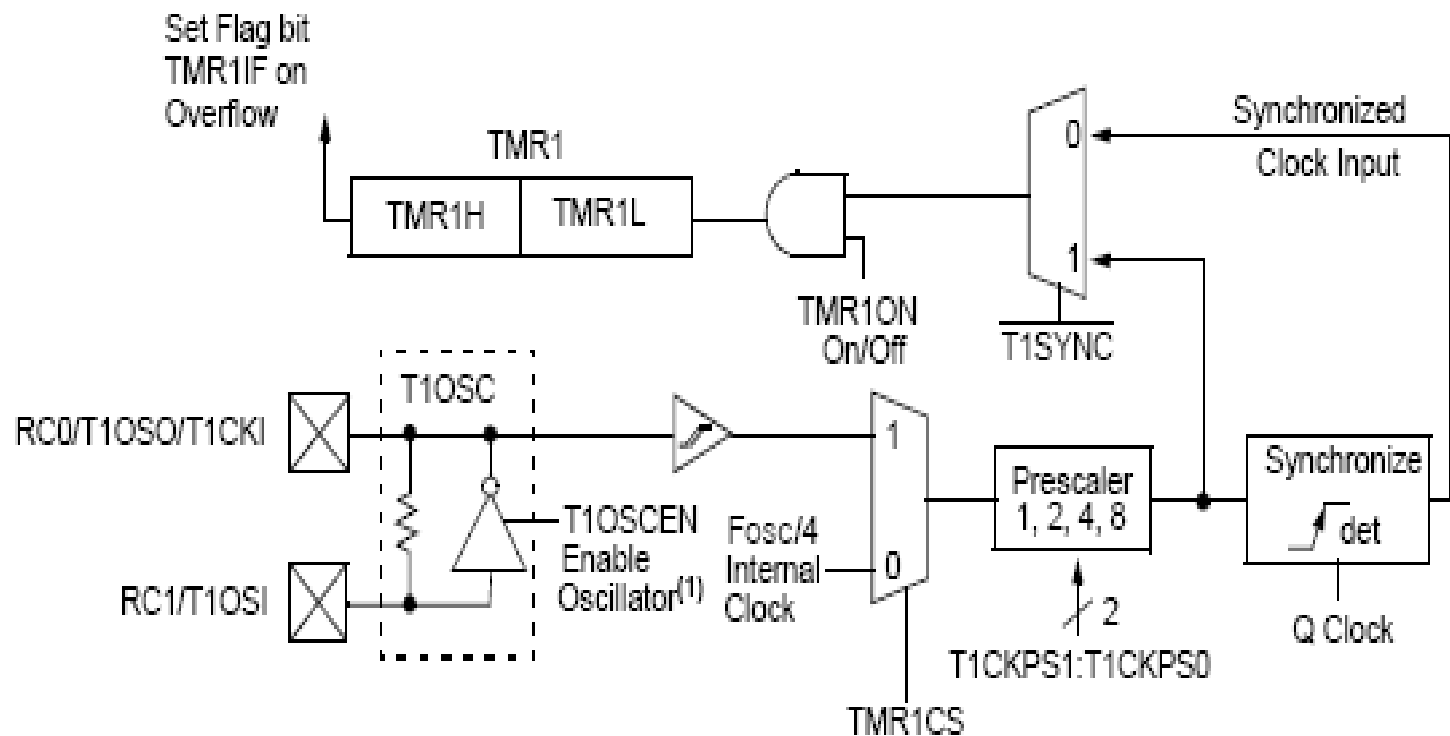 Set Flag bit
TMR1IF on
Overflow
TMR1
TMR1H
TMR1L
0
1
Synchronized
Clock Input
TMR1ON
On/Off
T1SYNC
T1OSC
RC0/T1OSO/T1CKI
RC1/T1OSI
T1OSCEN
Enable
Oscillator(1)
Fosc/4
Internal
Clock
1
0
TMR1CS
Prescaler
1, 2, 4, 8
2
T1CKPS1:T1CKPS0
Synchronize
det
Q Clock